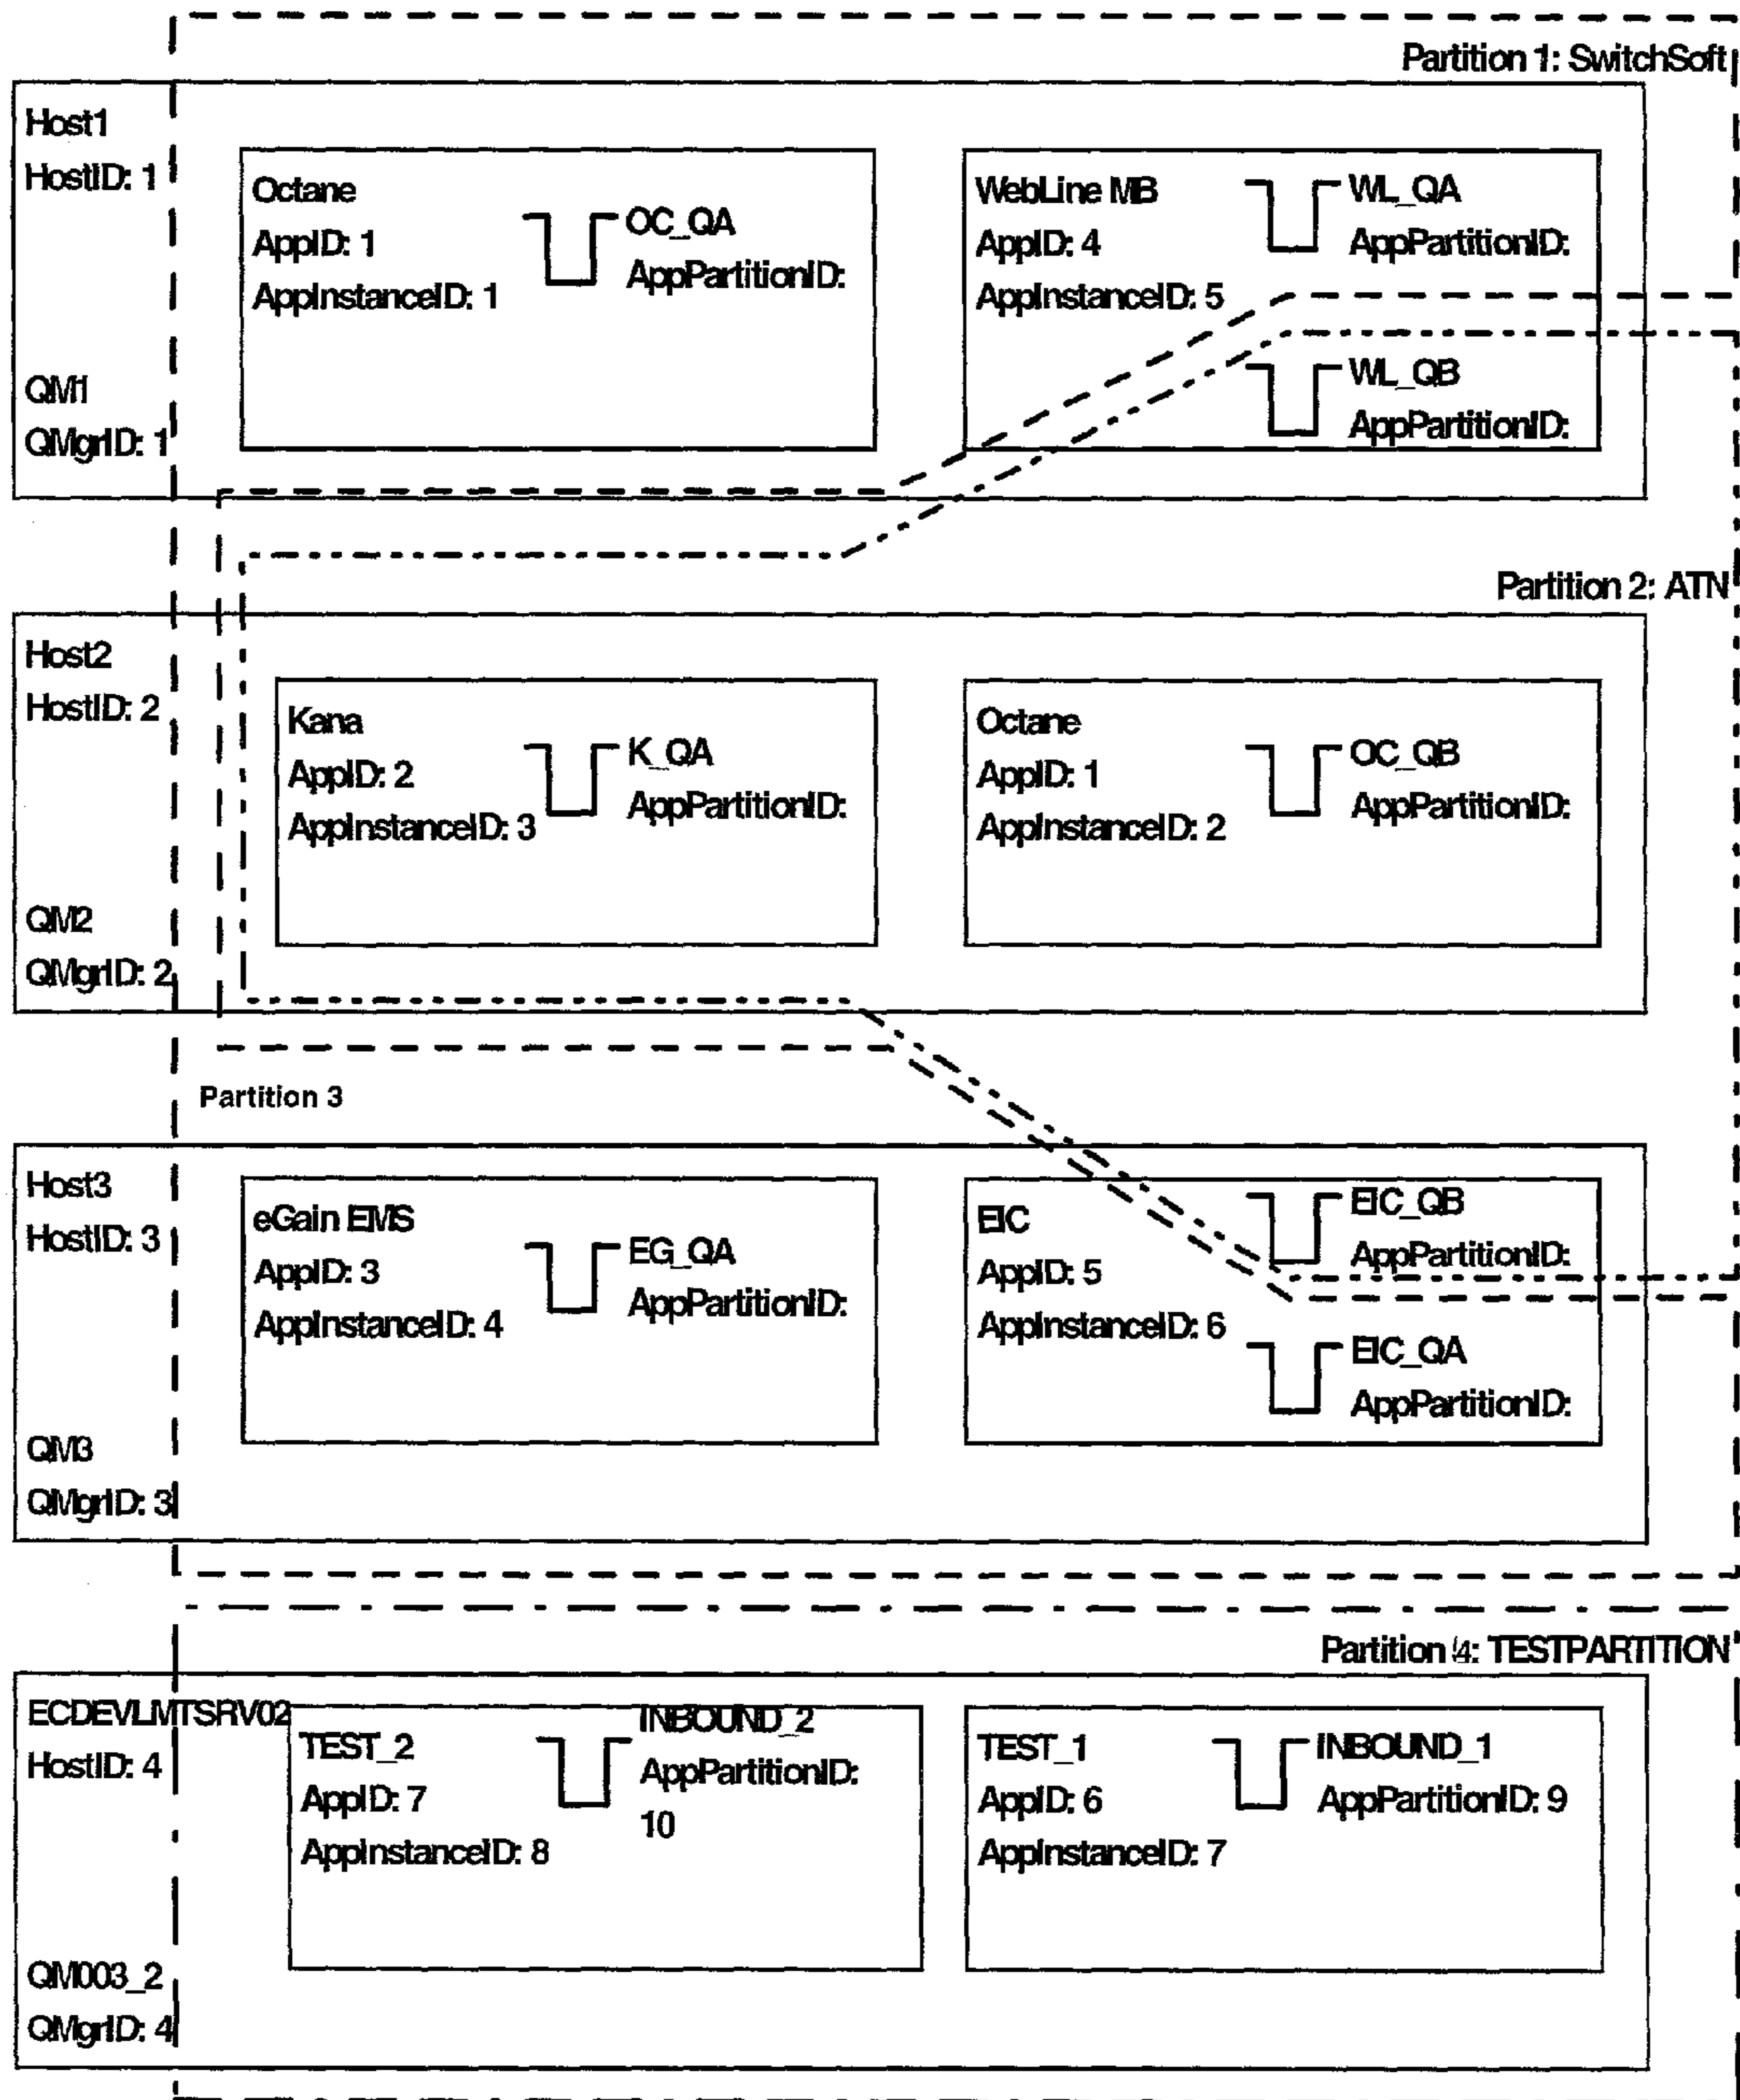 Partition 1: SwitchSoft
Host1
HostID: 1
Octane
AppID: 1
AppInstanceID: 1
OC_QA
AppPartitionID:
WebLine MB
AppID: 4
AppInstanceID: 5
WL_QA
AppPartitionID:
WL_QB
AppPartitionID:
QM1
QMgrID: 1
Partition 2: ATN
Host2
HostID: 2
Kana
AppID: 2
AppInstanceID: 3
K_QA
AppPartitionID:
Octane
AppID: 1
AppInstanceID: 2
OC_QB
AppPartitionID:
QM2
QMgrID: 2
Partition 3
Host3
HostID: 3
eGain EMS
AppID: 3
AppInstanceID: 4
EG_QA
AppPartitionID:
EIC
AppID: 5
AppInstanceID: 6
EIC_QB
AppPartitionID:
EIC_QA
AppPartitionID:
QM3
QMgrID: 3
Partition 4: TESTPARTITION
ECDEVLMTSRV02
HostID: 4
TEST_2
AppID: 7
AppInstanceID: 8
INBOUND_2
AppPartitionID:
10
TEST_1
AppID: 6
AppInstanceID: 7
INBOUND_1
AppPartitionID: 9
QM003_2
QMgrID: 4